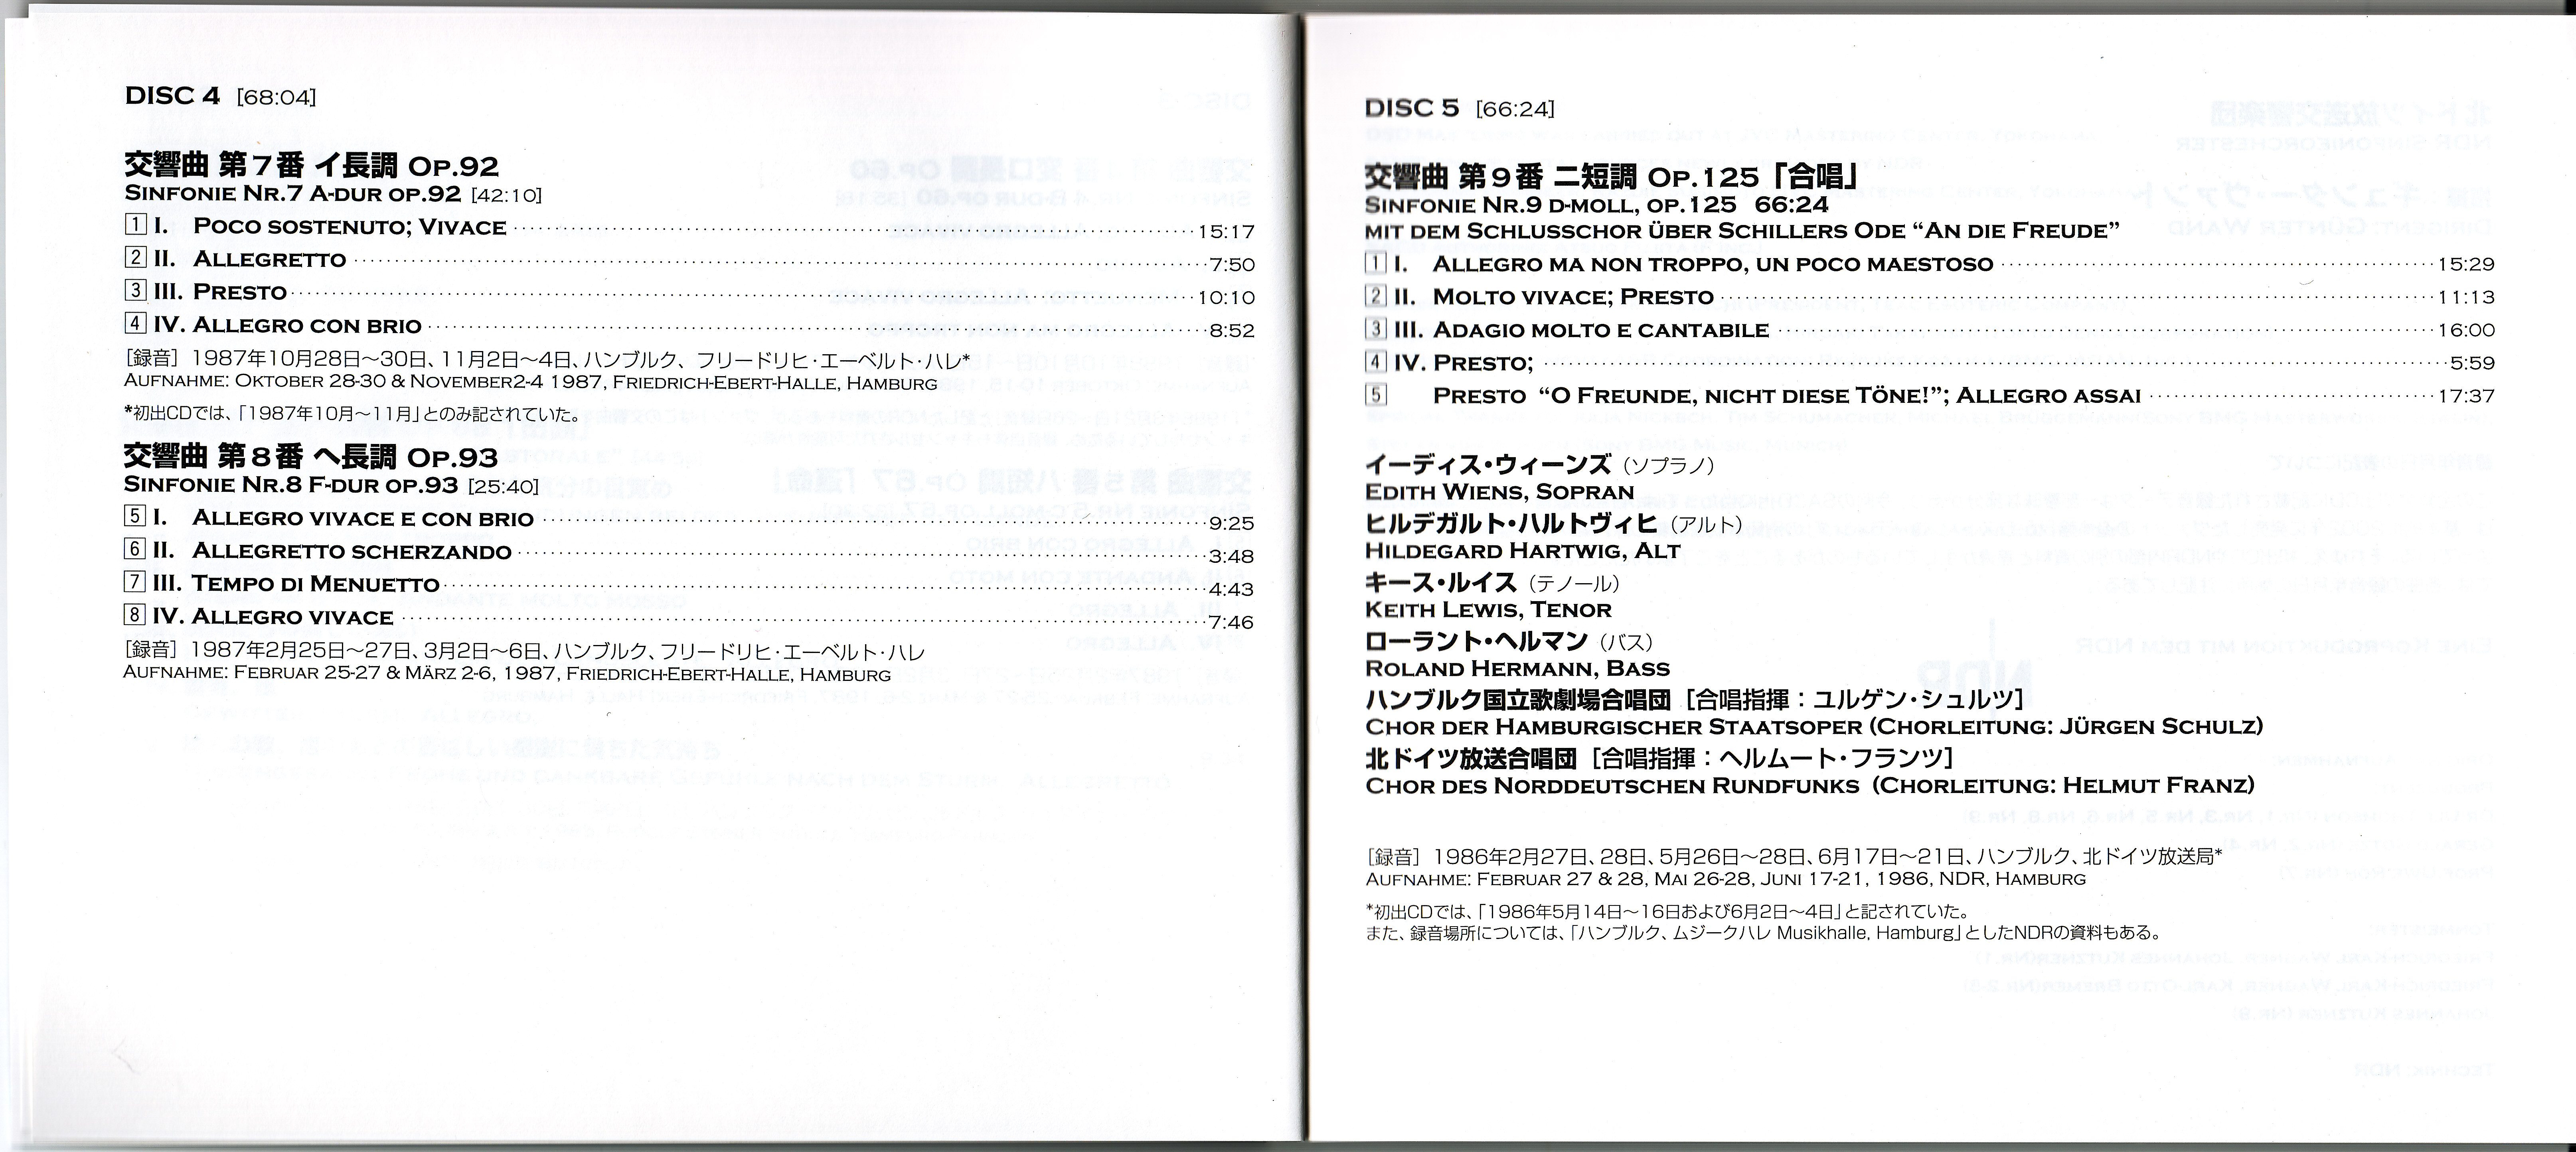 DISC 4 [68:04]
交響曲 第7番 イ長調 OP.92
SINFONIE NR.7 A-DUR OP.92 [42:10]
1 I. POCO SOSTENUTO; VIVACE 15:17
2 II. ALLEGRETTO 7:50
3 III. PRESTO 10:10
4 IV. ALLEGRO CON BRIO 8:52
[録音] 1987年10月28日〜30日、11月2日〜4日、ハンブルク、フリードリヒ・エーベルト・ハレ*
AUFNAHME: OKTOBER 28-30 & NOVEMBER2-4 1987, FRIEDRICH-EBERT-HALLE, HAMBURG
*初出CDでは、「1987年10月〜11月」とのみ記されていた。
交響曲 第8番 ヘ長調 OP.93
SINFONIE NR.8 F-DUR OP.93 [25:40]
5 I. ALLEGRO VIVACE E CON BRIO 9:25
6 II. ALLEGRETTO SCHERZANDO 3:48
7 III. TEMPO DI MENUETTO 4:43
8 IV. ALLEGRO VIVACE 7:46
[録音] 1987年2月25日〜27日、3月2日〜6日、ハンブルク、フリードリヒ・エーベルト・ハレ
AUFNAHME: FEBRUAR 25-27 & MÄRZ 2-6, 1987, FRIEDRICH-EBERT-HALLE, HAMBURG
DISC 5 [66:24]
交響曲 第9番 ニ短調 OP.125「合唱」
SINFONIE NR.9 D-MOLL, OP.125 66:24
MIT DEM SCHLUSSCHOR ÜBER SCHILLERS ODE “AN DIE FREUDE”
1 I. ALLEGRO MA NON TROPPO, UN POCO MAESTOSO 15:29
2 II. MOLTO VIVACE; PRESTO 11:13
3 III. ADAGIO MOLTO E CANTABILE 16:00
4 IV. PRESTO; 5:59
5 PRESTO “O FREUNDE, NICHT DIESE TÖNE!”; ALLEGRO ASSAI 17:37
イーディス・ウィーンズ（ソプラノ）
EDITH WIENS, SOPRAN
ヒルデガルト・ハルトヴィヒ（アルト）
HILDEGARD HARTWIG, ALT
キース・ルイス（テノール）
KEITH LEWIS, TENOR
ローラント・ヘルマン（バス）
ROLAND HERMANN, BASS
ハンブルク国立歌劇場合唱団［合唱指揮：ユルゲン・シュルツ］
CHOR DER HAMBURGISCHER STAATSOPER (CHORLEITUNG: JÜRGEN SCHULZ)
北ドイツ放送合唱団［合唱指揮：ヘルムート・フランツ］
CHOR DES NORDDEUTSCHEN RUNDFUNKS (CHORLEITUNG: HELMUT FRANZ)
[録音] 1986年2月27日、28日、5月26日〜28日、6月17日〜21日、ハンブルク、北ドイツ放送局*
AUFNAHME: FEBRUAR 27 & 28, MAI 26-28, JUNI 17-21, 1986, NDR, HAMBURG
*初出CDでは、「1986年5月14日〜16日および6月2日〜4日」と記されていた。
また、録音場所については、「ハンブルク、ムジークハレ Musikhalle, Hamburg」としたNDRの資料もある。